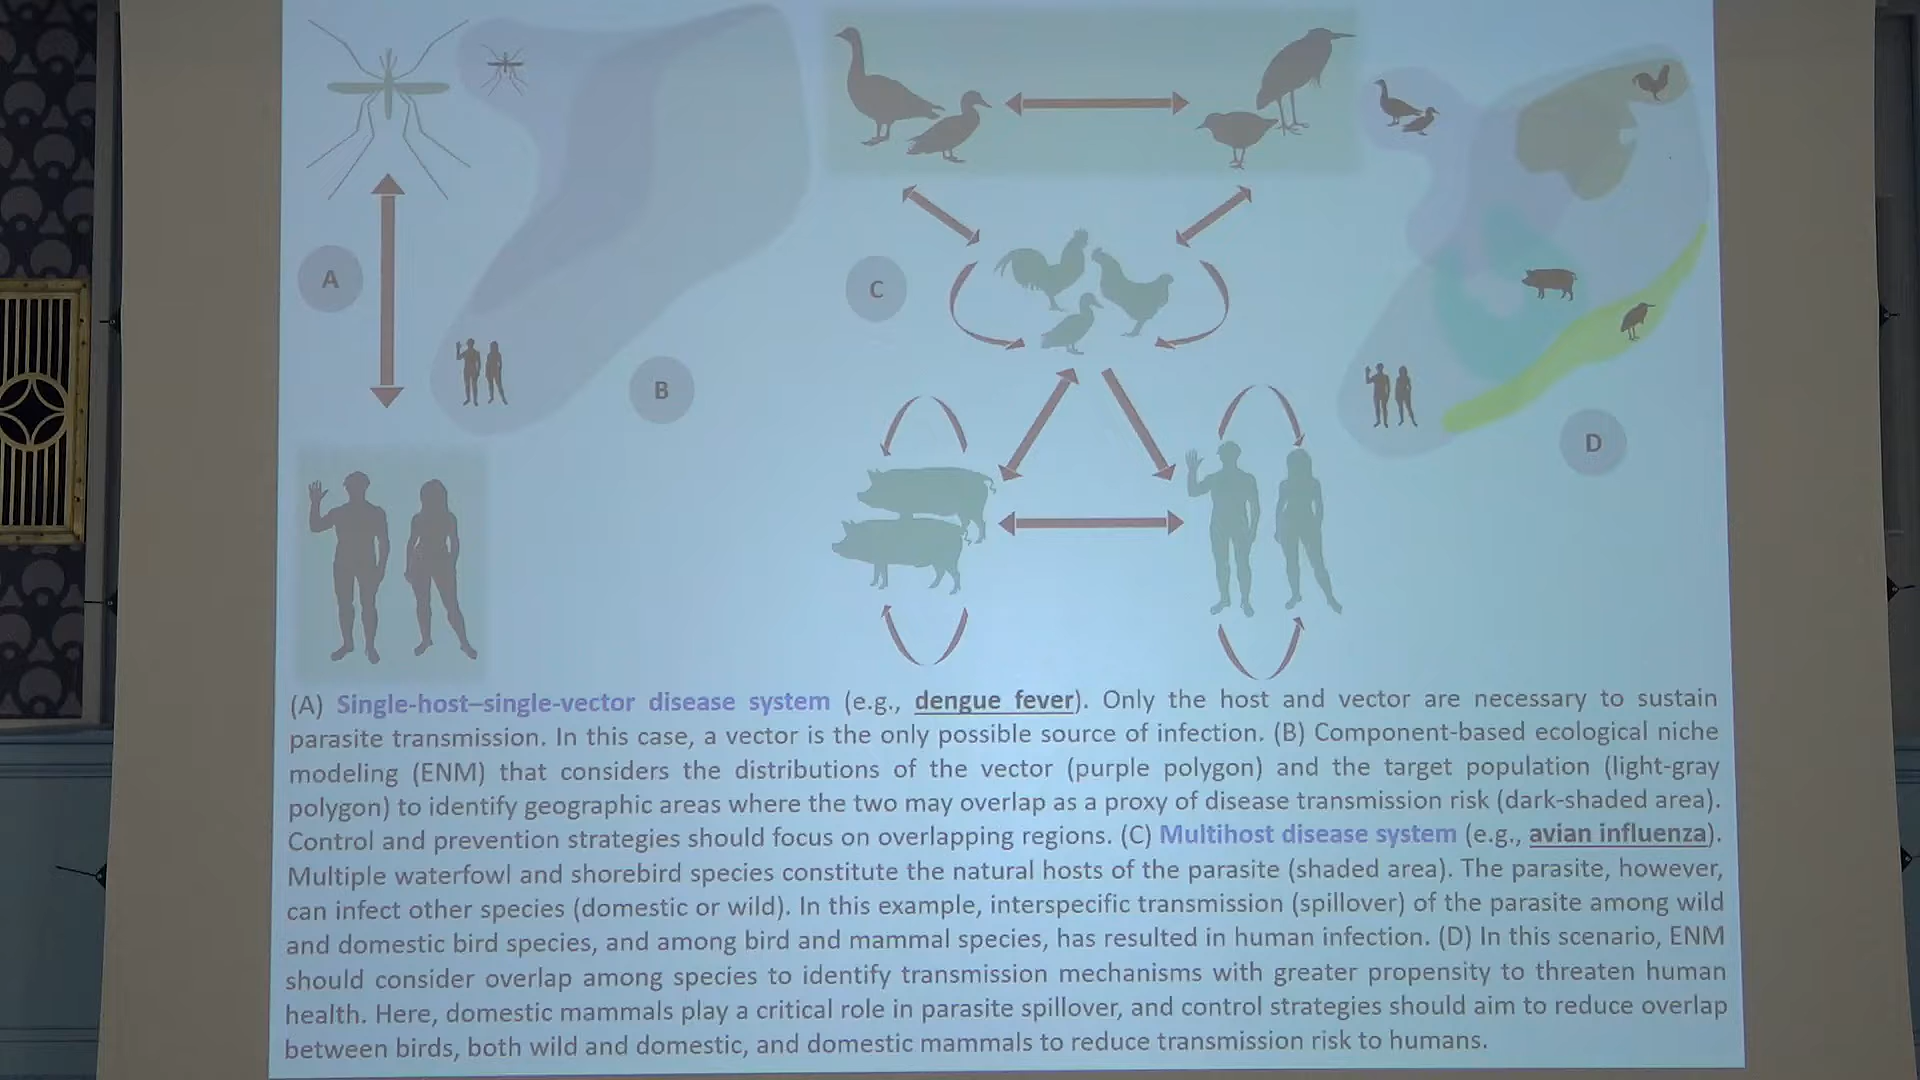 A
B
C
D
(A) Single-host–single-vector disease system (e.g., dengue fever). Only the host and vector are necessary to sustain
parasite transmission. In this case, a vector is the only possible source of infection. (B) Component-based ecological niche
modeling (ENM) that considers the distributions of the vector (purple polygon) and the target population (light-gray
polygon) to identify geographic areas where the two may overlap as a proxy of disease transmission risk (dark-shaded area).
Control and prevention strategies should focus on overlapping regions. (C) Multihost disease system (e.g., avian influenza).
Multiple waterfowl and shorebird species constitute the natural hosts of the parasite (shaded area). The parasite, however,
can infect other species (domestic or wild). In this example, interspecific transmission (spillover) of the parasite among wild
and domestic bird species, and among bird and mammal species, has resulted in human infection. (D) In this scenario, ENM
should consider overlap among species to identify transmission mechanisms with greater propensity to threaten human
health. Here, domestic mammals play a critical role in parasite spillover, and control strategies should aim to reduce overlap
between birds, both wild and domestic, and domestic mammals to reduce transmission risk to humans.